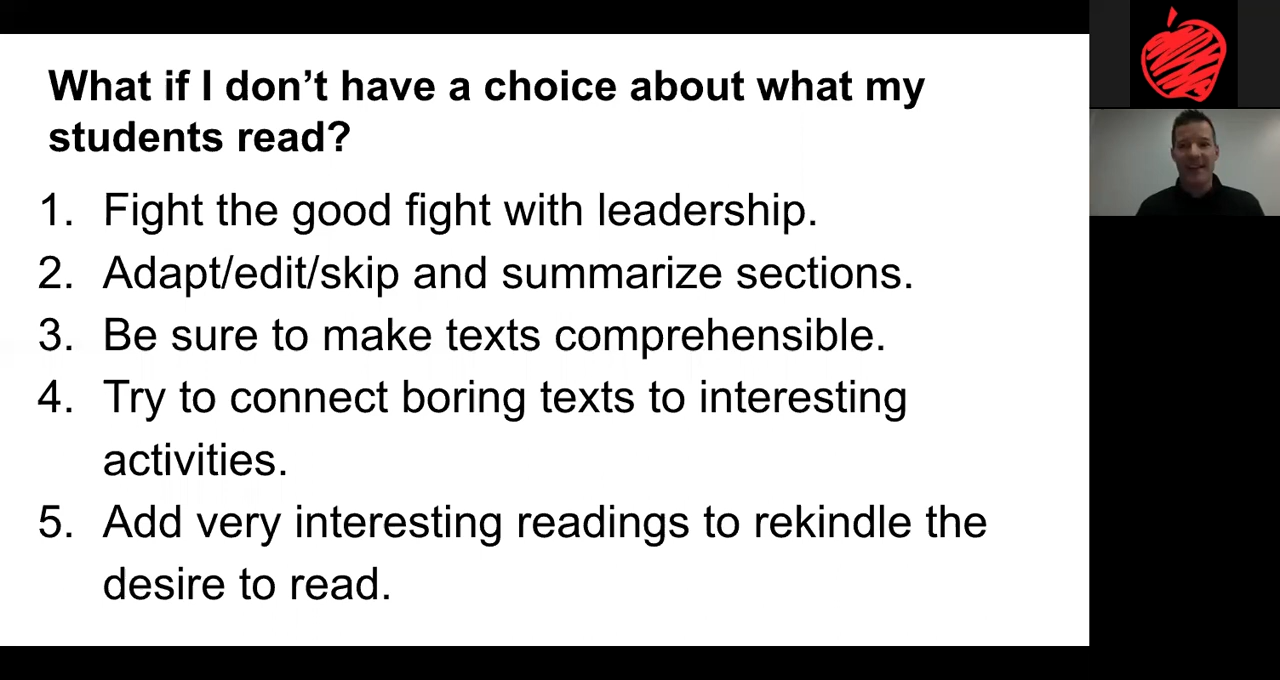 What if I don’t have a choice about what my
students read?
1. Fight the good fight with leadership.
2. Adapt/edit/skip and summarize sections.
3. Be sure to make texts comprehensible.
4. Try to connect boring texts to interesting
activities.
5. Add very interesting readings to rekindle the
desire to read.